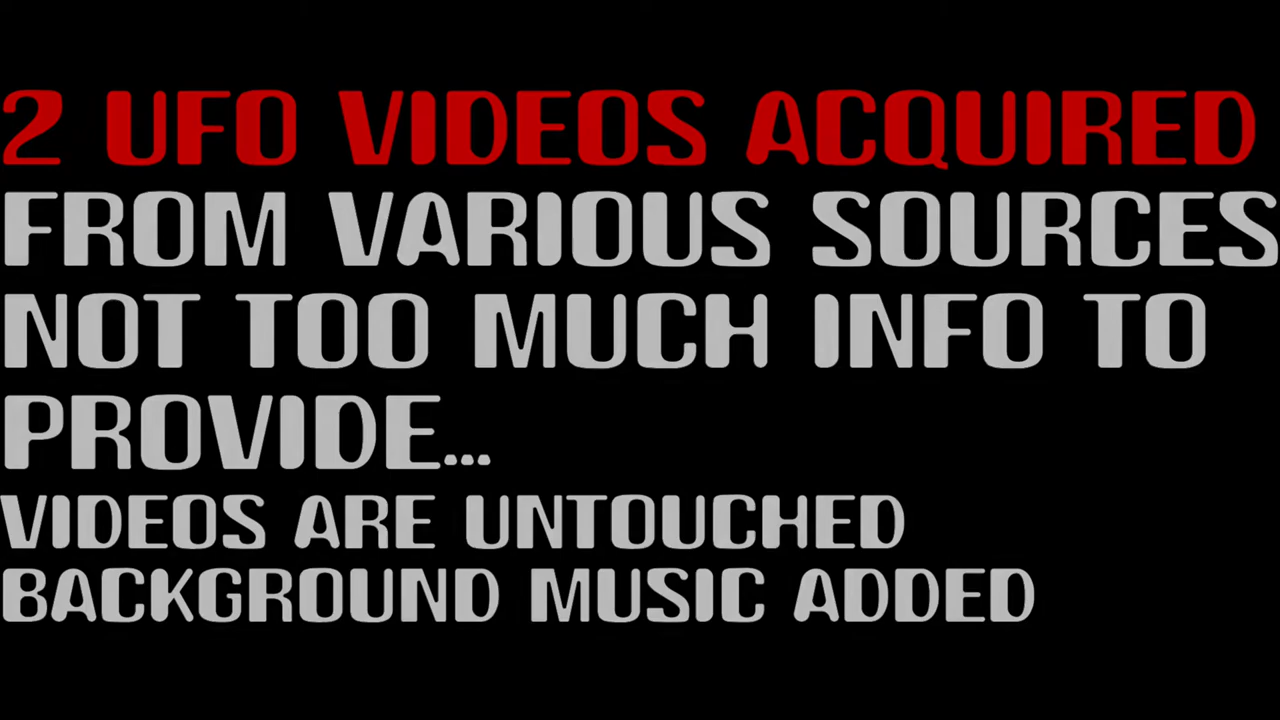 2 UFO VIDEOS ACQUIRED
FROM VARIOUS SOURCES
NOT TOO MUCH INFO TO
PROVIDE...
VIDEOS ARE UNTOUCHED
BACKGROUND MUSIC ADDED